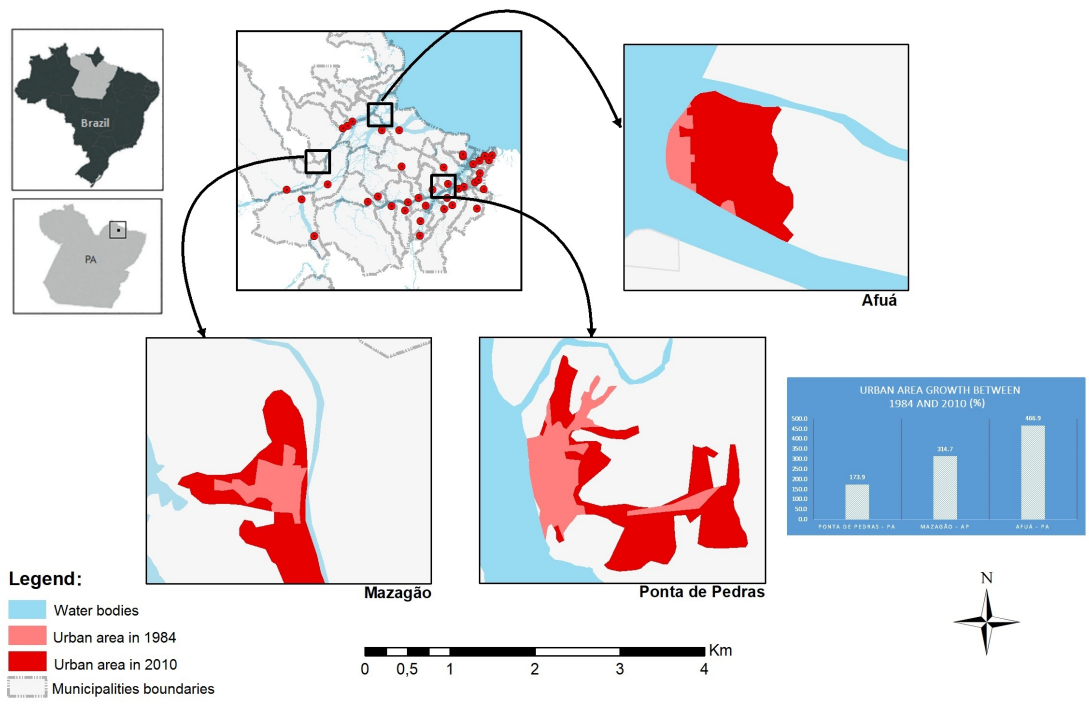 Brazil
PA
Afuá
Mazagão
Ponta de Pedras
URBAN AREA GROWTH BETWEEN
1984 AND 2010 (%)
500.0
450.0
400.0
350.0
300.0
250.0
200.0
150.0
100.0
50.0
0.0
173.9
314.7
466.9
PONTA DE PEDRAS - PA
MAZAGÃO - AP
AFUÁ - PA
Legend:
Water bodies
Urban area in 1984
Urban area in 2010
Municipalities boundaries
0 0,5 1 2 3 4 Km
N